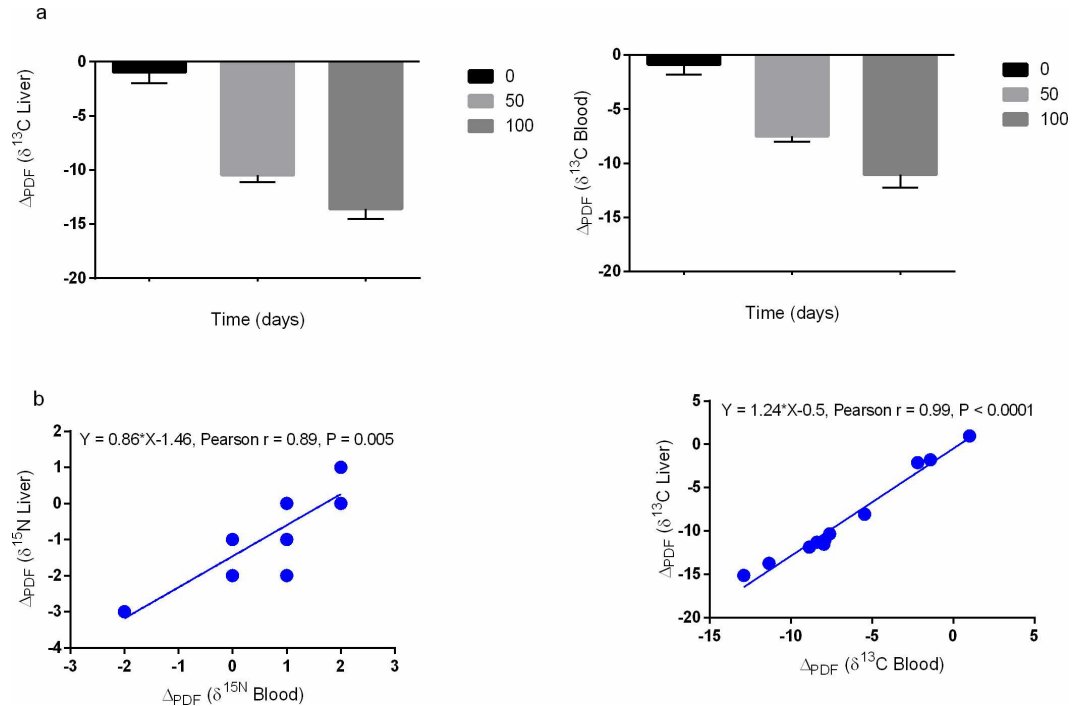 a
0
-5
-10
-15
-20
ΔPDF (δ13C Liver)
Time (days)
0
50
100
0
-5
-10
-15
-20
ΔPDF (δ13C Blood)
Time (days)
0
50
100
b
Y = 0.86*X-1.46, Pearson r = 0.89, P = 0.005
2
1
0
-1
-2
-3
-4
ΔPDF (δ15N Liver)
-3 -2 -1 0 1 2 3
ΔPDF (δ15N Blood)
Y = 1.24*X-0.5, Pearson r = 0.99, P < 0.0001
5
0
-5
-10
-15
-20
ΔPDF (δ13C Liver)
-15 -10 -5 0 5
ΔPDF (δ13C Blood)